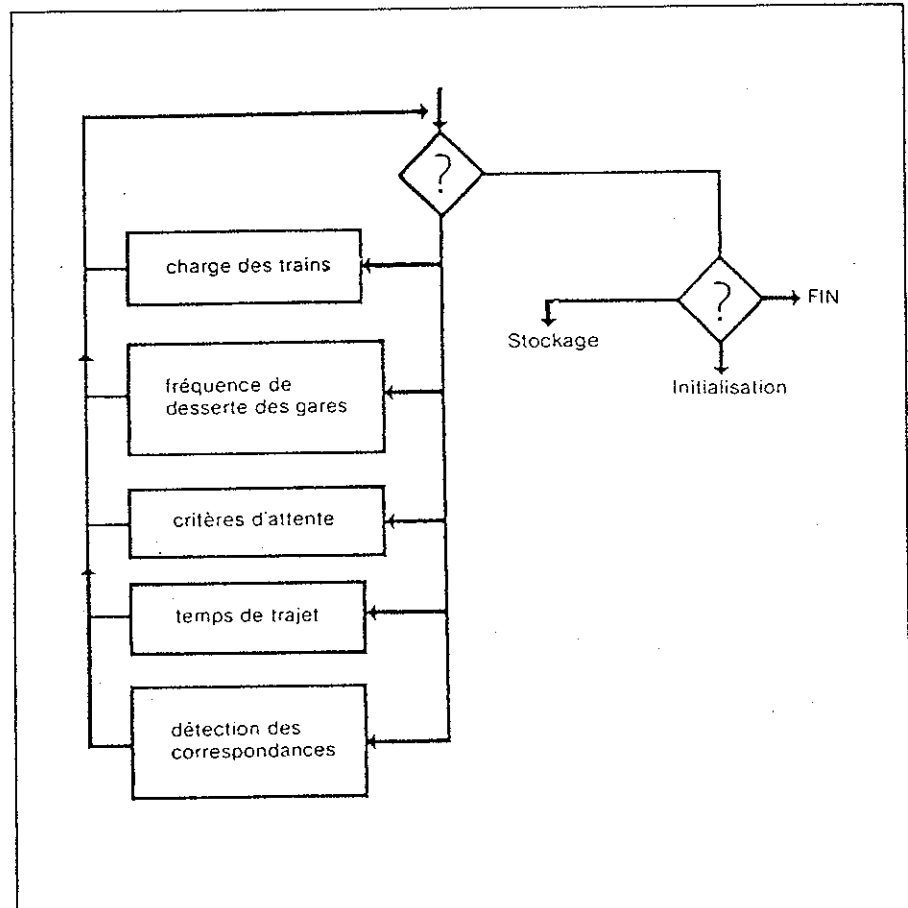 ?
charge des trains
?
FIN
Stockage
Initialisation
fréquence de
desserte des gares
critères d'attente
temps de trajet
détection des
correspondances